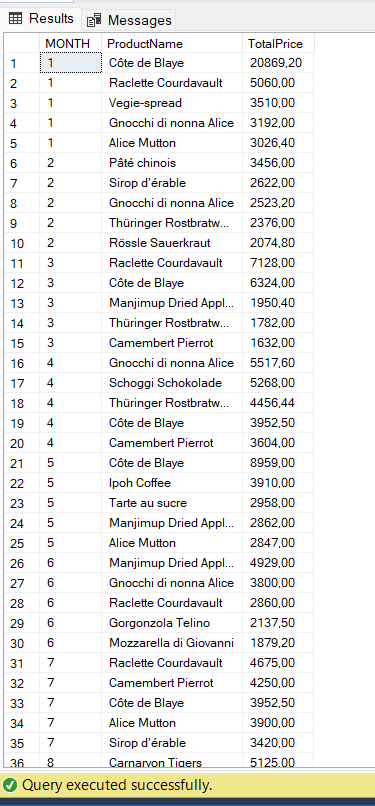 Results Messages
MONTH ProductName TotalPrice
1 1 Côte de Blaye 20869,20
2 1 Raclette Courdavault 5060,00
3 1 Vegie-spread 3510,00
4 1 Gnocchi di nonna Alice 3192,00
5 1 Alice Mutton 3026,40
6 2 Pâté chinois 3456,00
7 2 Sirop d'érable 2622,00
8 2 Gnocchi di nonna Alice 2523,20
9 2 Thüringer Rostbratw... 2376,00
10 2 Rössle Sauerkraut 2074,80
11 3 Raclette Courdavault 7128,00
12 3 Côte de Blaye 6324,00
13 3 Manjimup Dried Appl... 1950,40
14 3 Thüringer Rostbratw... 1782,00
15 3 Camembert Pierrot 1632,00
16 4 Gnocchi di nonna Alice 5517,60
17 4 Schoggi Schokolade 5268,00
18 4 Thüringer Rostbratw... 4456,44
19 4 Côte de Blaye 3952,50
20 4 Camembert Pierrot 3604,00
21 5 Côte de Blaye 8959,00
22 5 Ipoh Coffee 3910,00
23 5 Tarte au sucre 2958,00
24 5 Manjimup Dried Appl... 2862,00
25 5 Alice Mutton 2847,00
26 6 Manjimup Dried Appl... 4929,00
27 6 Gnocchi di nonna Alice 3800,00
28 6 Raclette Courdavault 2860,00
29 6 Gorgonzola Telino 2137,50
30 6 Mozzarella di Giovanni 1879,20
31 7 Raclette Courdavault 4675,00
32 7 Camembert Pierrot 4250,00
33 7 Côte de Blaye 3952,50
34 7 Alice Mutton 3900,00
35 7 Sirop d'érable 3420,00
36 8 Carnarvon Tigers 5125,00
Query executed successfully.